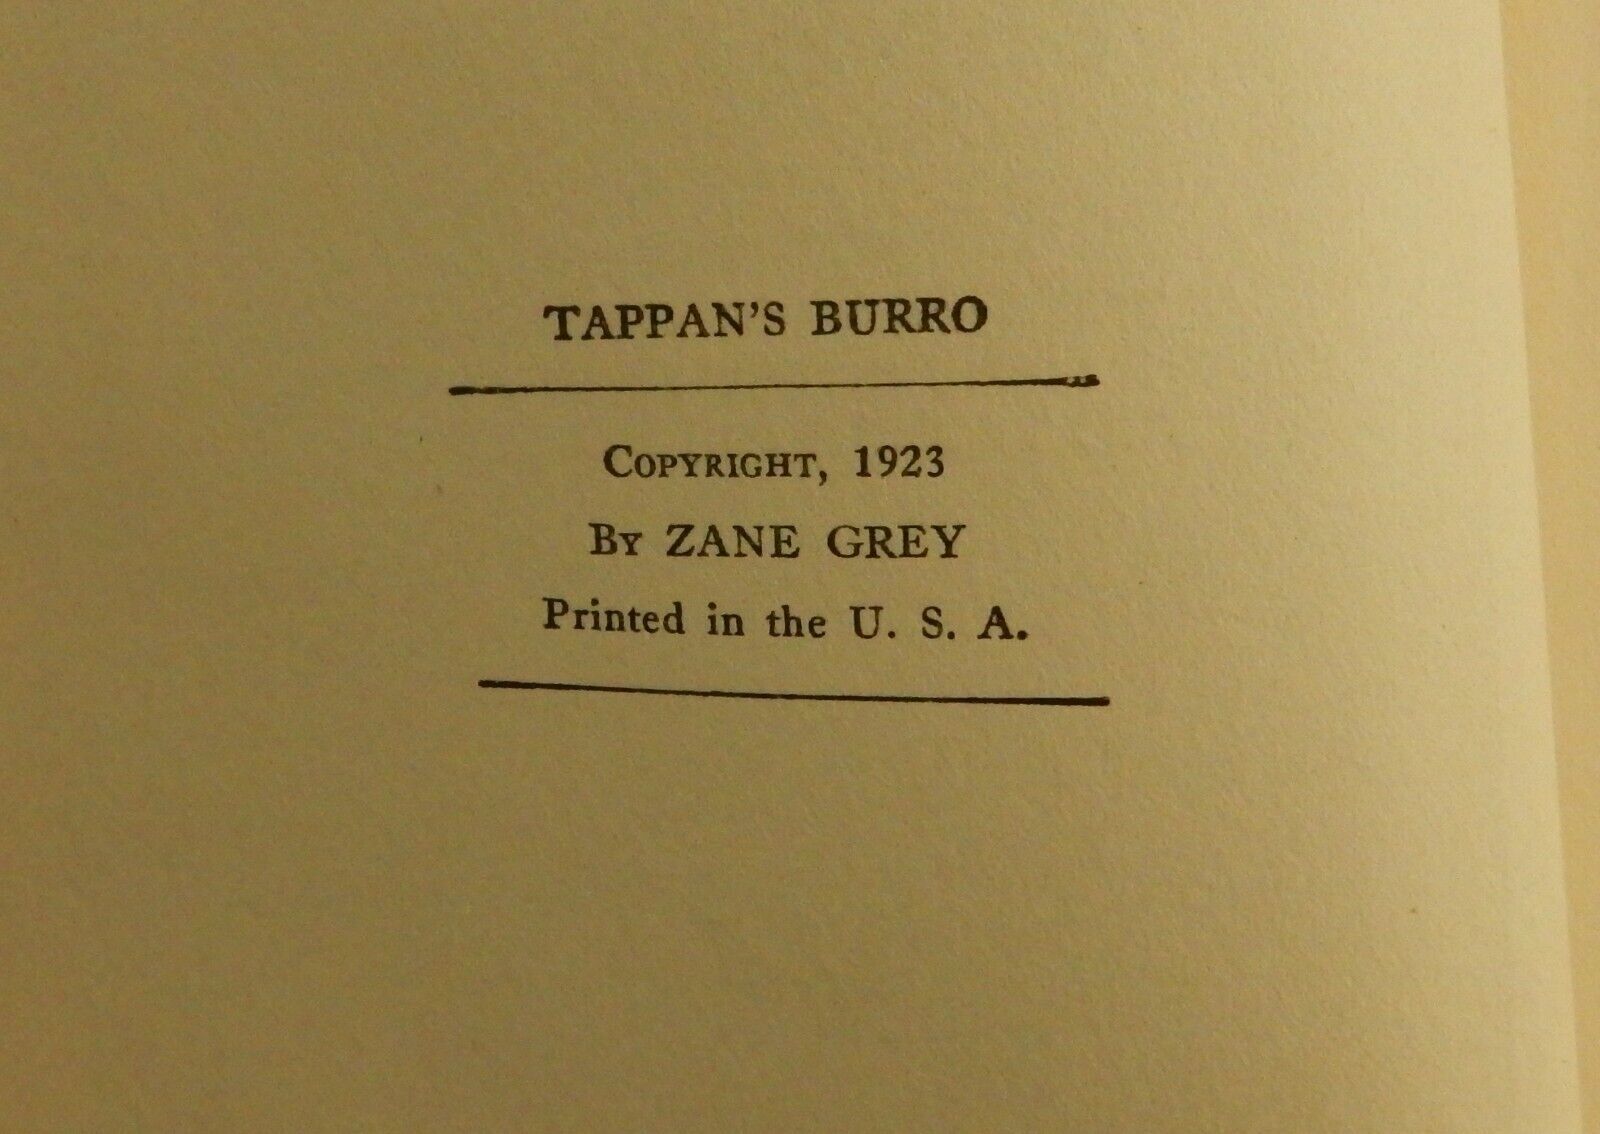 TAPPAN'S BURRO
COPYRIGHT, 1923
BY ZANE GREY
Printed in the U. S. A.